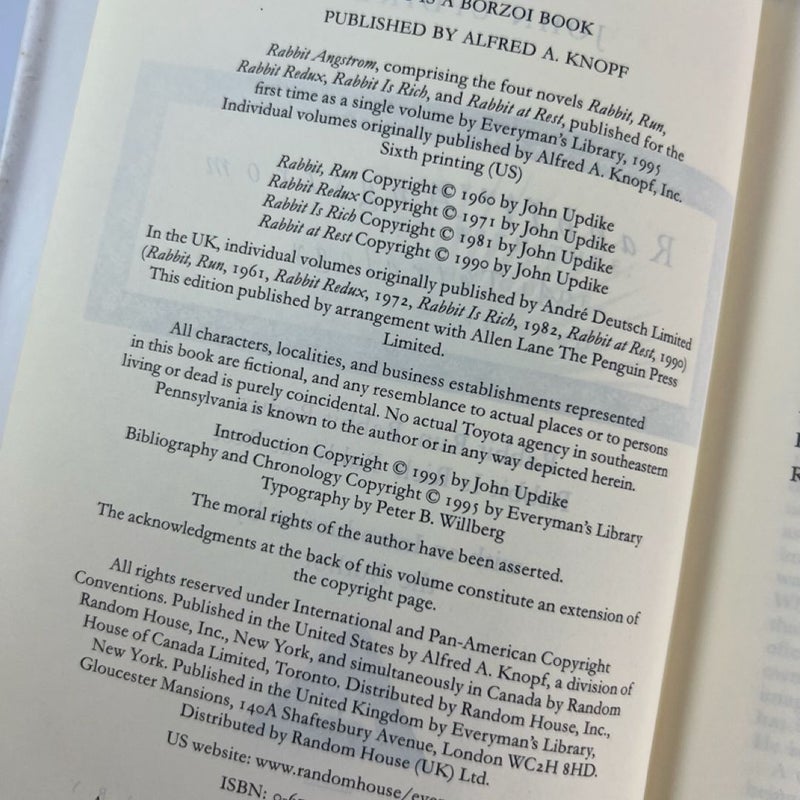 IS A BORZOI BOOK
PUBLISHED BY ALFRED A. KNOPF
Rabbit Angstrom, comprising the four novels Rabbit, Run,
Rabbit Redux, Rabbit Is Rich, and Rabbit at Rest, published for the
first time as a single volume by Everyman's Library, 1995
Individual volumes originally published by Alfred A. Knopf, Inc.
Sixth printing (US)
Rabbit, Run Copyright © 1960 by John Updike
Rabbit Redux Copyright © 1971 by John Updike
Rabbit Is Rich Copyright © 1981 by John Updike
Rabbit at Rest Copyright © 1990 by John Updike
In the UK, individual volumes originally published by André Deutsch Limited
(Rabbit, Run, 1961, Rabbit Redux, 1972, Rabbit Is Rich, 1982, Rabbit at Rest, 1990)
This edition published by arrangement with Allen Lane The Penguin Press
Limited.
All characters, localities, and business establishments represented
in this book are fictional, and any resemblance to actual places or to persons
living or dead is purely coincidental. No actual Toyota agency in southeastern
Pennsylvania is known to the author or in any way depicted herein.
Introduction Copyright © 1995 by John Updike
Bibliography and Chronology Copyright © 1995 by Everyman's Library
Typography by Peter B. Willberg
The moral rights of the author have been asserted.
The acknowledgments at the back of this volume constitute an extension of
the copyright page.
All rights reserved under International and Pan-American Copyright
Conventions. Published in the United States by Alfred A. Knopf, a division of
Random House, Inc., New York, and simultaneously in Canada by Random
House of Canada Limited, Toronto. Distributed by Random House, Inc.,
New York. Published in the United Kingdom by Everyman's Library,
Gloucester Mansions, 140A Shaftesbury Avenue, London WC2H 8HD.
Distributed by Random House (UK) Ltd.
US website: www.randomhouse/ever
ISBN: 0-6